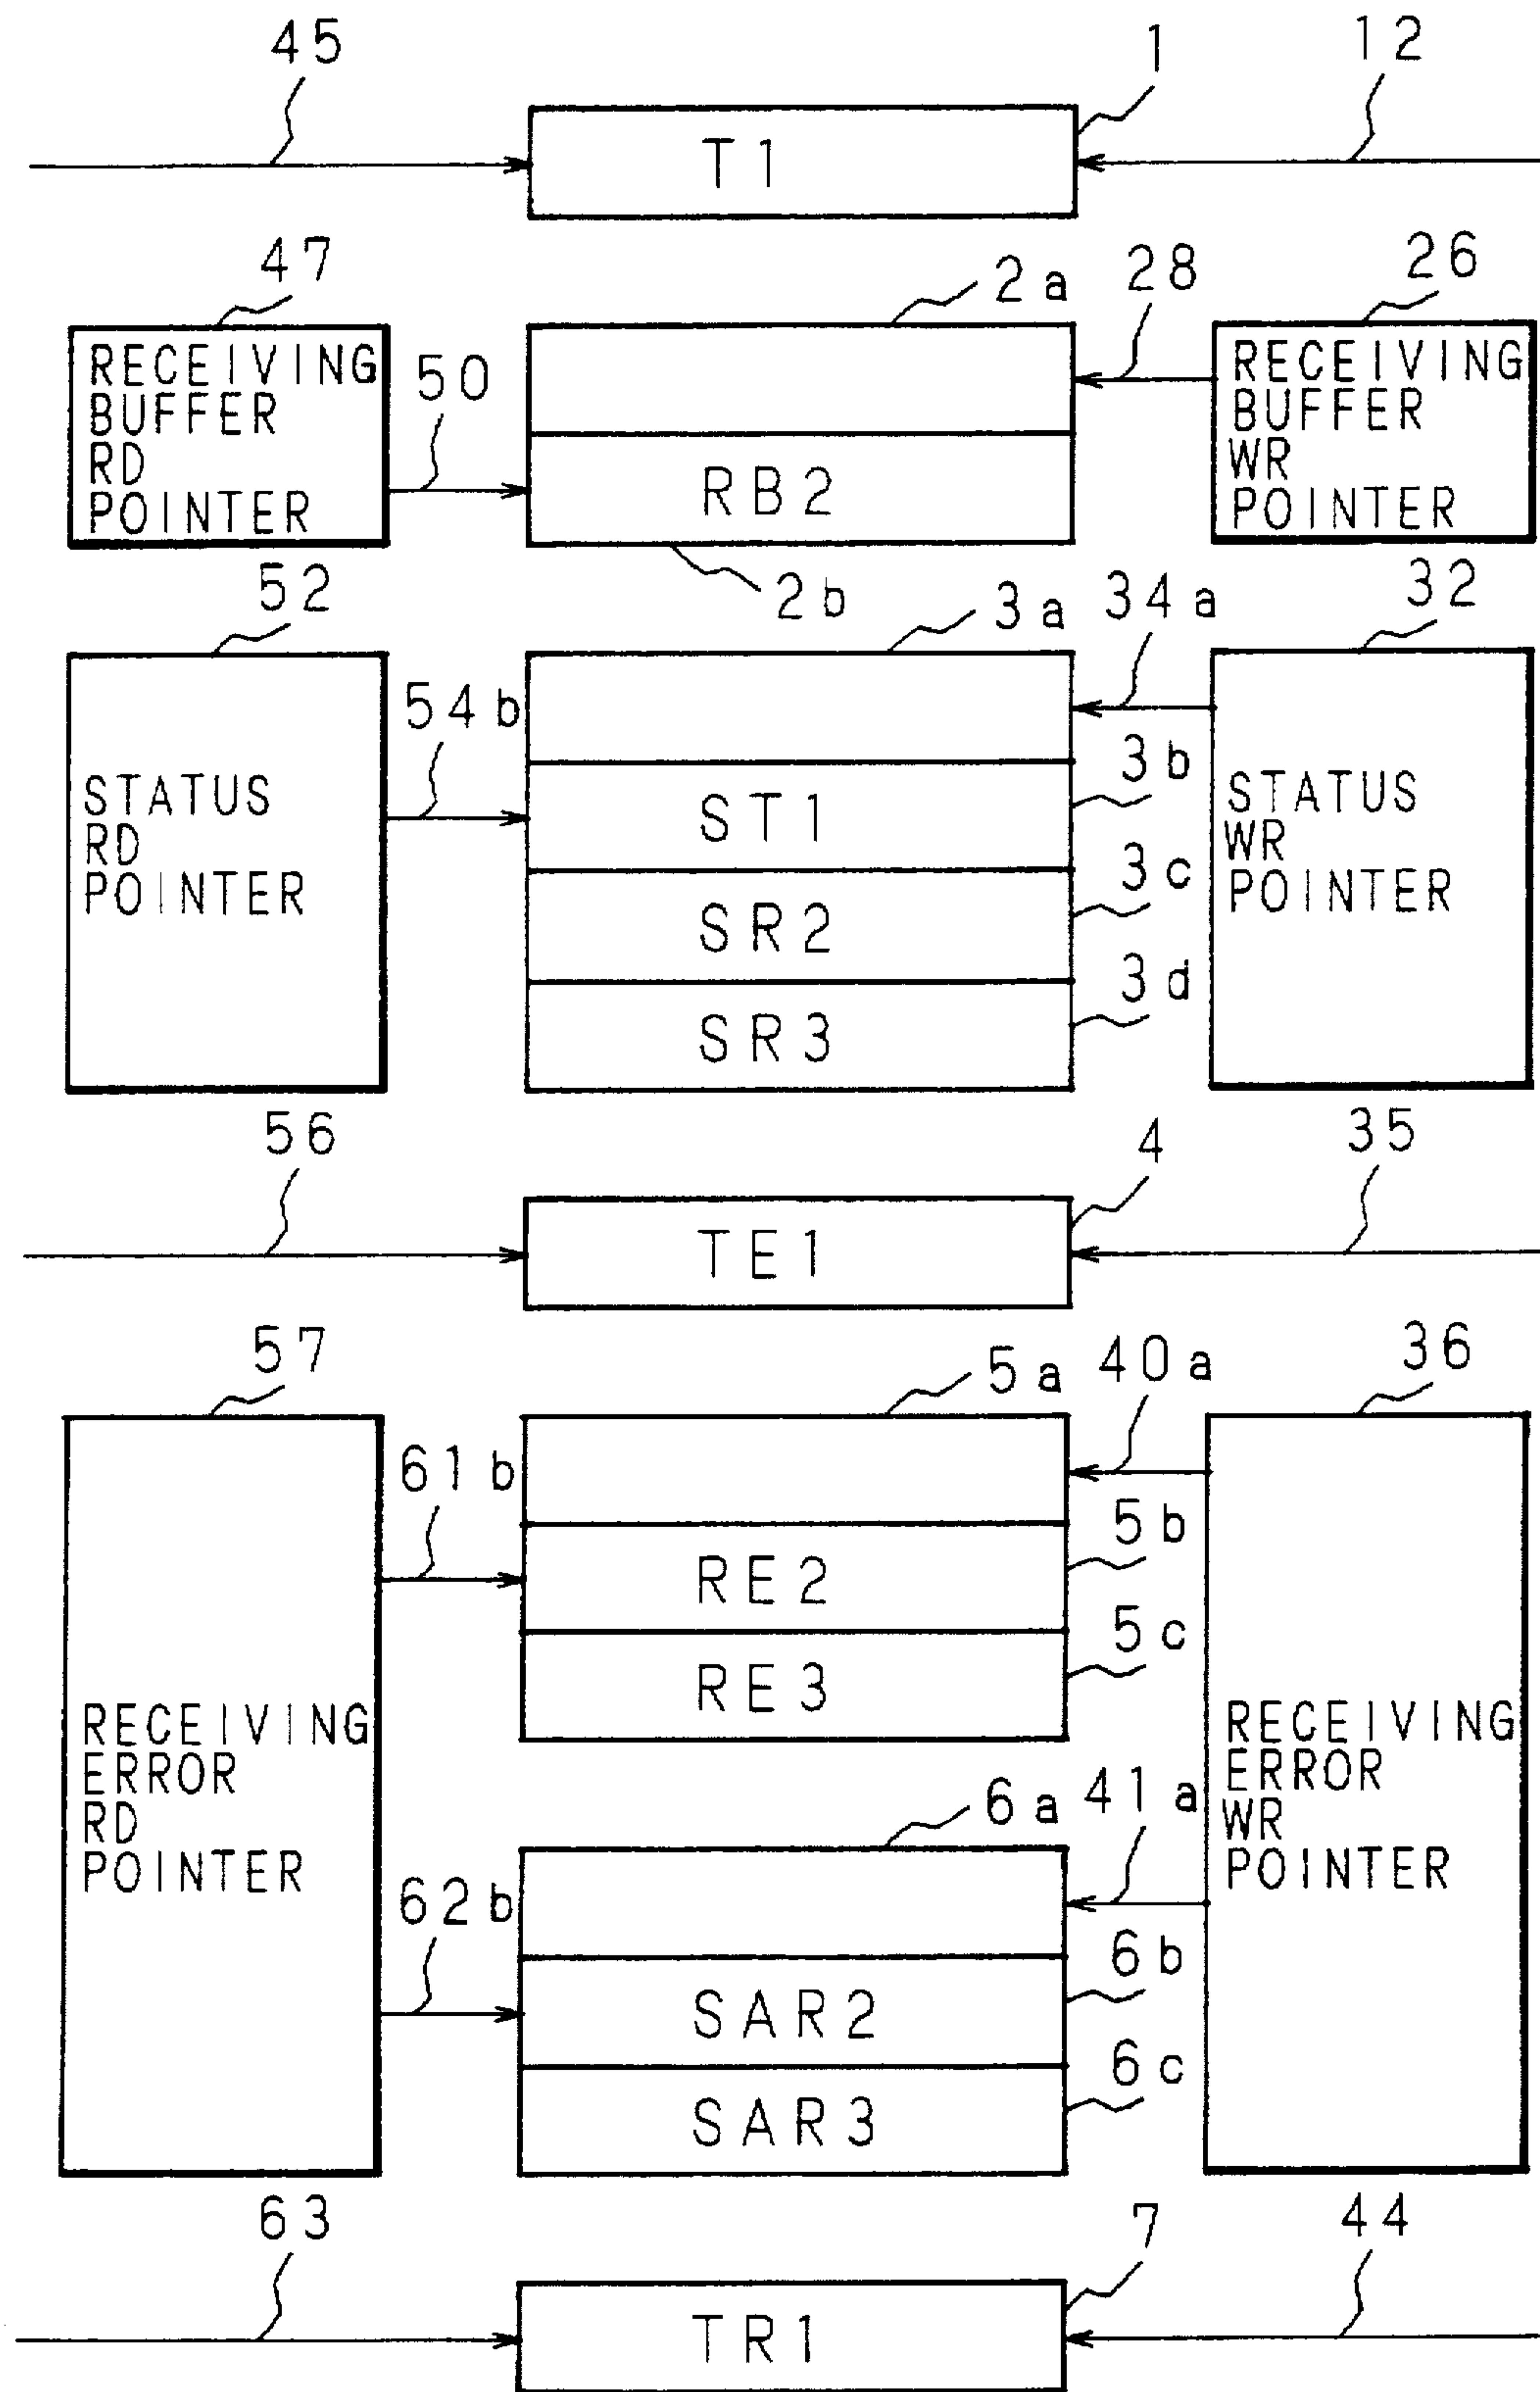 45
1
12
T1
47
2a
28
26
RECEIVING
BUFFER
RD
POINTER
50
RB2
RECEIVING
BUFFER
WR
POINTER
2b
52
3a
34a
32
STATUS
RD
POINTER
54b
3b
ST1
3c
SR2
3d
SR3
STATUS
WR
POINTER
56
4
35
TE1
57
5a
40a
36
61b
5b
RE2
5c
RE3
RECEIVING
ERROR
RD
POINTER
RECEIVING
ERROR
WR
POINTER
6a
41a
62b
6b
SAR2
6c
SAR3
63
7
44
TR1